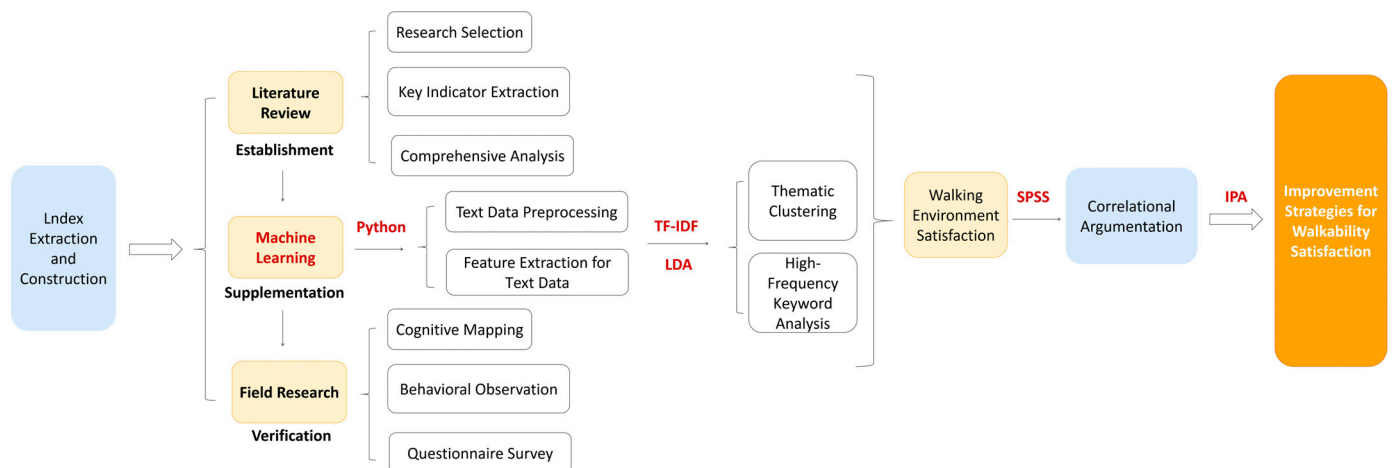 Lndex
Extraction
and
Construction
Literature
Review
Establishment
Research Selection
Key Indicator Extraction
Comprehensive Analysis
Machine
Learning
Supplementation
Python
Text Data Preprocessing
Feature Extraction for
Text Data
TF-IDF
LDA
Thematic
Clustering
High-
Frequency
Keyword
Analysis
Field Research
Verification
Cognitive Mapping
Behavioral Observation
Questionnaire Survey
Walking
Environment
Satisfaction
SPSS
Correlational
Argumentation
IPA
Improvement
Strategies for
Walkability
Satisfaction